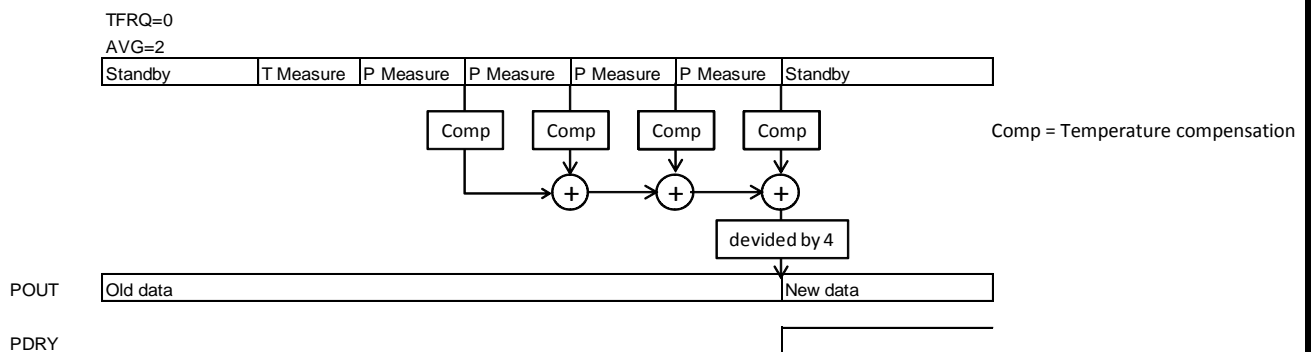 TFRQ=0
AVG=2
Standby T Measure P Measure P Measure P Measure P Measure Standby
Comp Comp Comp Comp Comp = Temperature compensation
+ + +
devided by 4
POUT Old data New data
PDRY